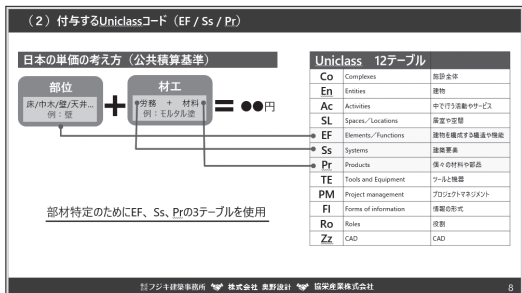 （2）付与するUniclassコード（EF / Ss / Pr）
日本の単価の考え方（公共積算基準）
部位
床/巾木/壁/天井...
例：壁
材工
労務 ＋ 材料
例：モルタル塗
●●円
部材特定のためにEF、Ss、Prの3テーブルを使用
Uniclass 12テーブル
Co Complexes 施設全体
En Entities 建物
Ac Activities 中で行う活動やサービス
SL Spaces／Locations 居室や空間
EF Elements／Functions 建物を構成する構造や機能
Ss Systems 建築要素
Pr Products 個々の材料や部品
TE Tools and Equipment ツールと機器
PM Project management プロジェクトマネジメント
FI Forms of information 情報の形式
Ro Roles 役割
Zz CAD CAD
フジキ建築事務所 株式会社 奥野設計 協栄産業株式会社
8